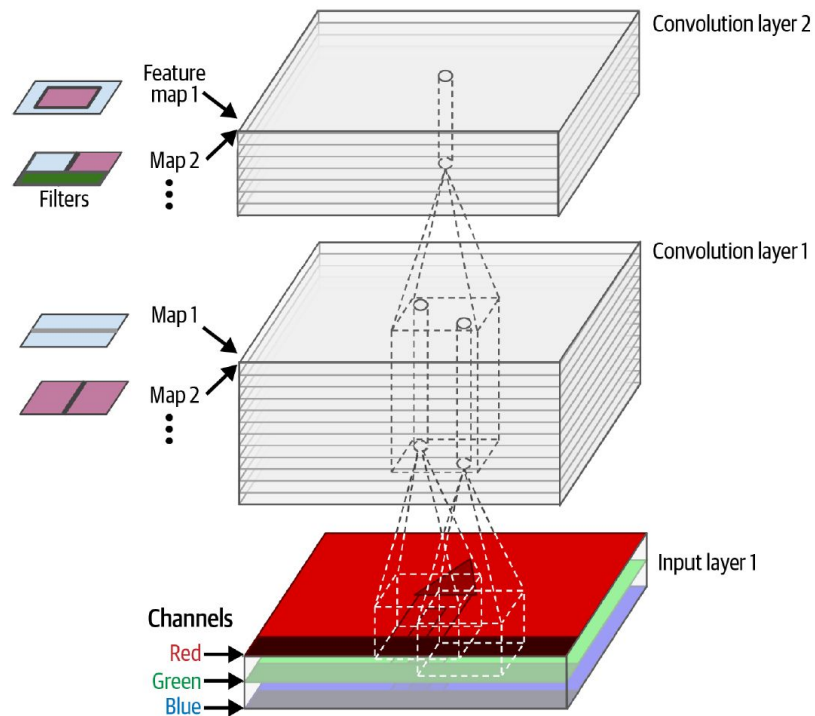 Convolution layer 2
Feature
map 1
Map 2
Filters
Convolution layer 1
Map 1
Map 2
Input layer 1
Channels
Red
Green
Blue